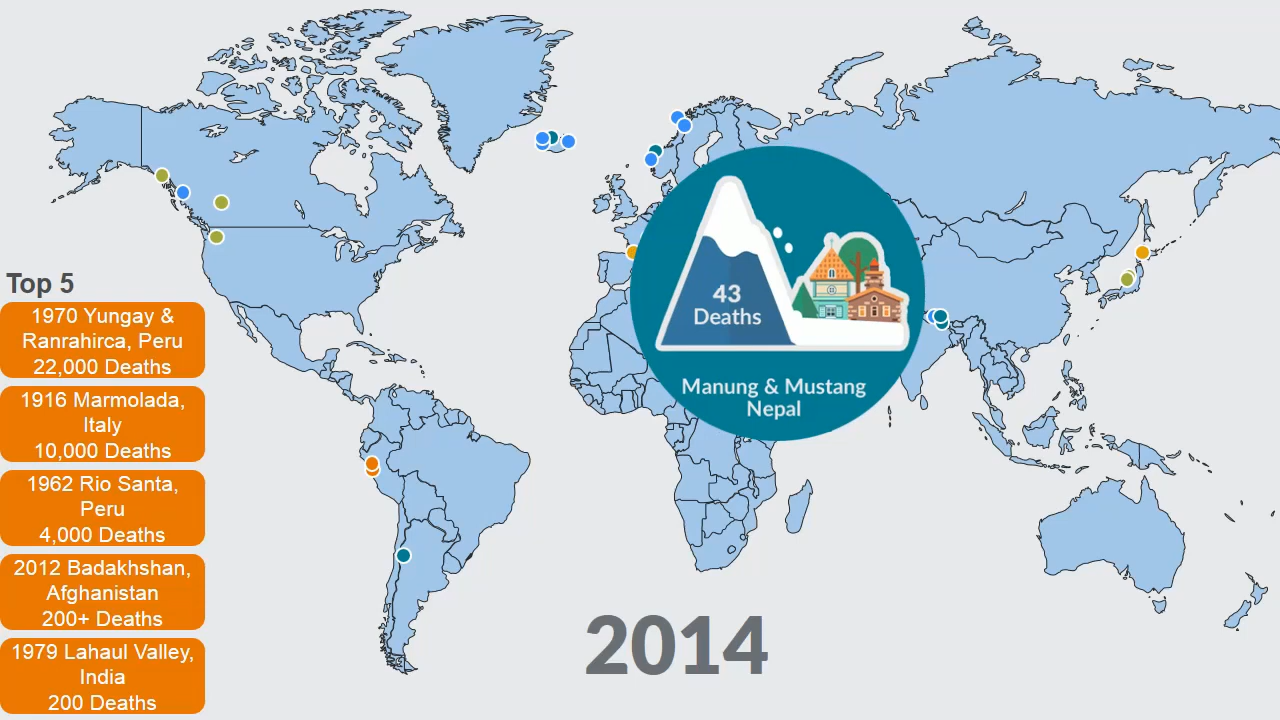 Top 5
1970 Yungay &
Ranrahirca, Peru
22,000 Deaths
1916 Marmolada,
Italy
10,000 Deaths
1962 Rio Santa,
Peru
4,000 Deaths
2012 Badakhshan,
Afghanistan
200+ Deaths
1979 Lahaul Valley,
India
200 Deaths
43
Deaths
Manung & Mustang
Nepal
2014